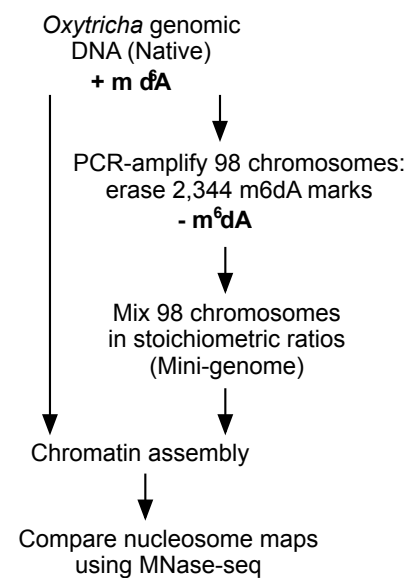 Oxytricha genomic
DNA (Native)
+ m d⁶A
PCR-amplify 98 chromosomes:
erase 2,344 m6dA marks
- m⁶dA
Mix 98 chromosomes
in stoichiometric ratios
(Mini-genome)
Chromatin assembly
Compare nucleosome maps
using MNase-seq